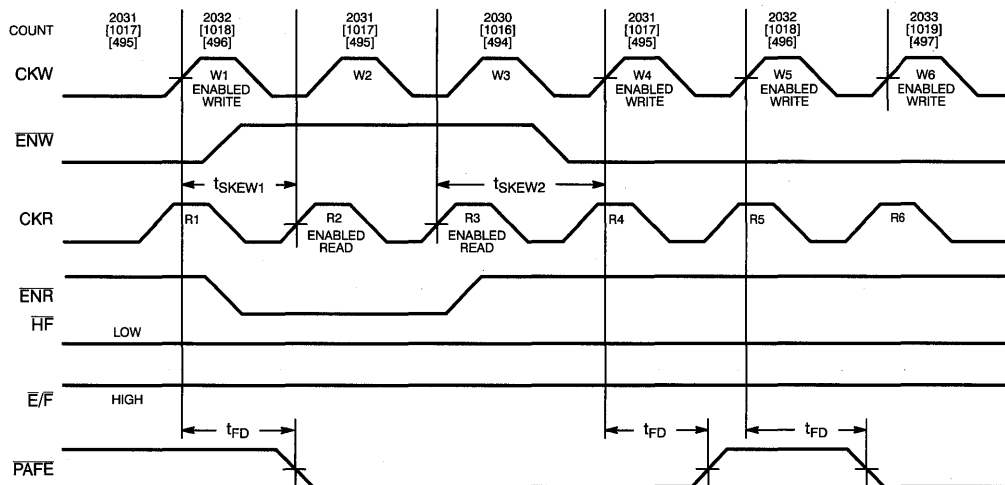 COUNT 2031 2032 2031 2030 2031 2032 2033
[1017] [1018] [1017] [1016] [1017] [1018] [1019]
[495] [496] [495] [494] [495] [496] [497]
CKW W1 W2 W3 W4 W5 W6
ENABLED ENABLED ENABLED ENABLED
WRITE WRITE WRITE WRITE
ENW
tSKEW1 tSKEW2
CKR R1 R2 R3 R4 R5 R6
ENABLED ENABLED
READ READ
ENR
HF LOW
E/F HIGH
tFD tFD tFD
PAFE